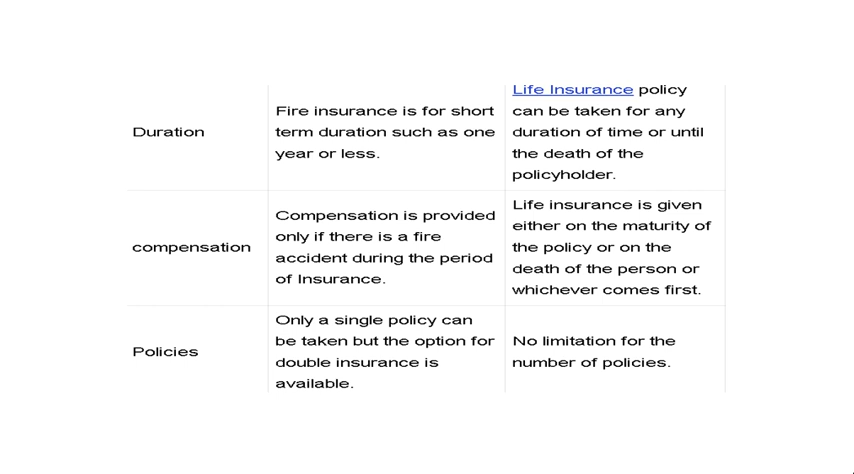 Duration
Fire insurance is for short
term duration such as one
year or less.
Life Insurance policy
can be taken for any
duration of time or until
the death of the
policyholder.
compensation
Compensation is provided
only if there is a fire
accident during the period
of Insurance.
Life insurance is given
either on the maturity of
the policy or on the
death of the person or
whichever comes first.
Policies
Only a single policy can
be taken but the option for
double insurance is
available.
No limitation for the
number of policies.